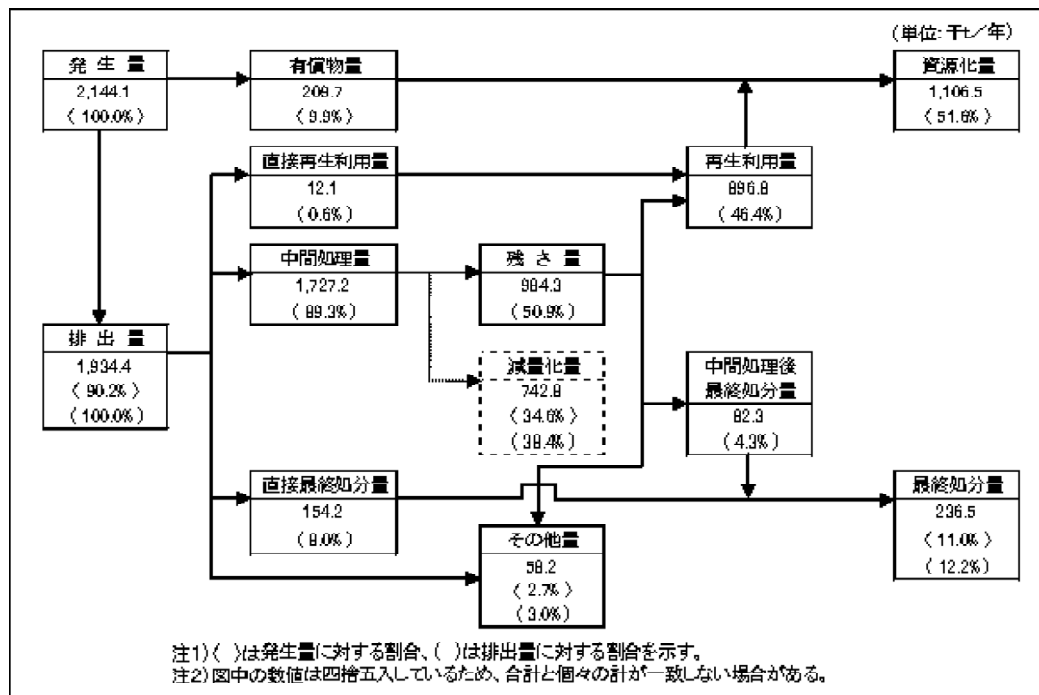 (単位:千t/年)
発生量
2,144.1
〈100.0%〉
有償物量
209.7
〈9.8%〉
資源化量
1,106.5
〈51.6%〉
直接再生利用量
12.1
(0.6%)
再生利用量
896.8
(46.4%)
中間処理量
1,727.2
(89.3%)
残さ量
984.3
(50.9%)
排出量
1,934.4
〈90.2%〉
(100.0%)
減量化量
742.8
〈34.6%〉
(38.4%)
中間処理後
最終処分量
82.3
(4.3%)
直接最終処分量
154.2
(8.0%)
最終処分量
236.5
〈11.0%〉
(12.2%)
その他量
58.2
〈2.7%〉
(3.0%)
注1)〈 〉は発生量に対する割合、( )は排出量に対する割合を示す。
注2)図中の数値は四捨五入しているため、合計と個々の計が一致しない場合がある。